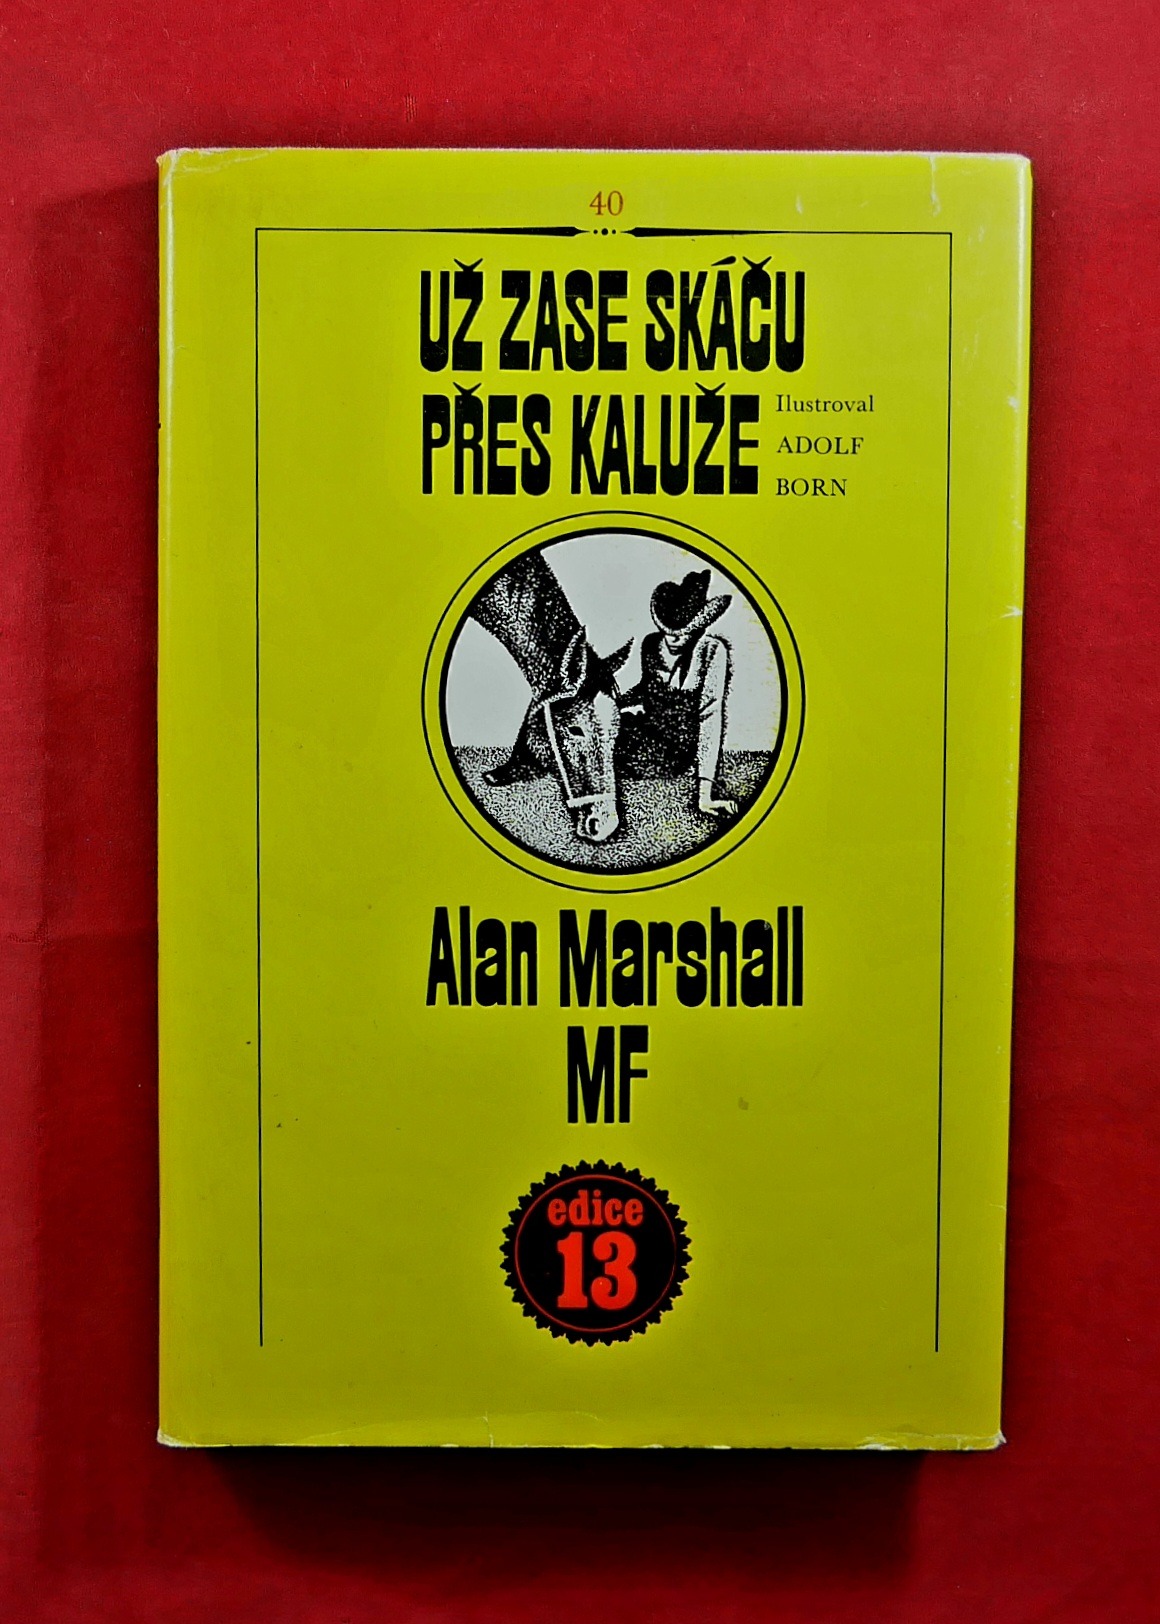 40
UŽ ZASE SKÁČU
PŘES KALUŽE
Ilustroval
ADOLF
BORN
Alan Marshall
MF
edice
13